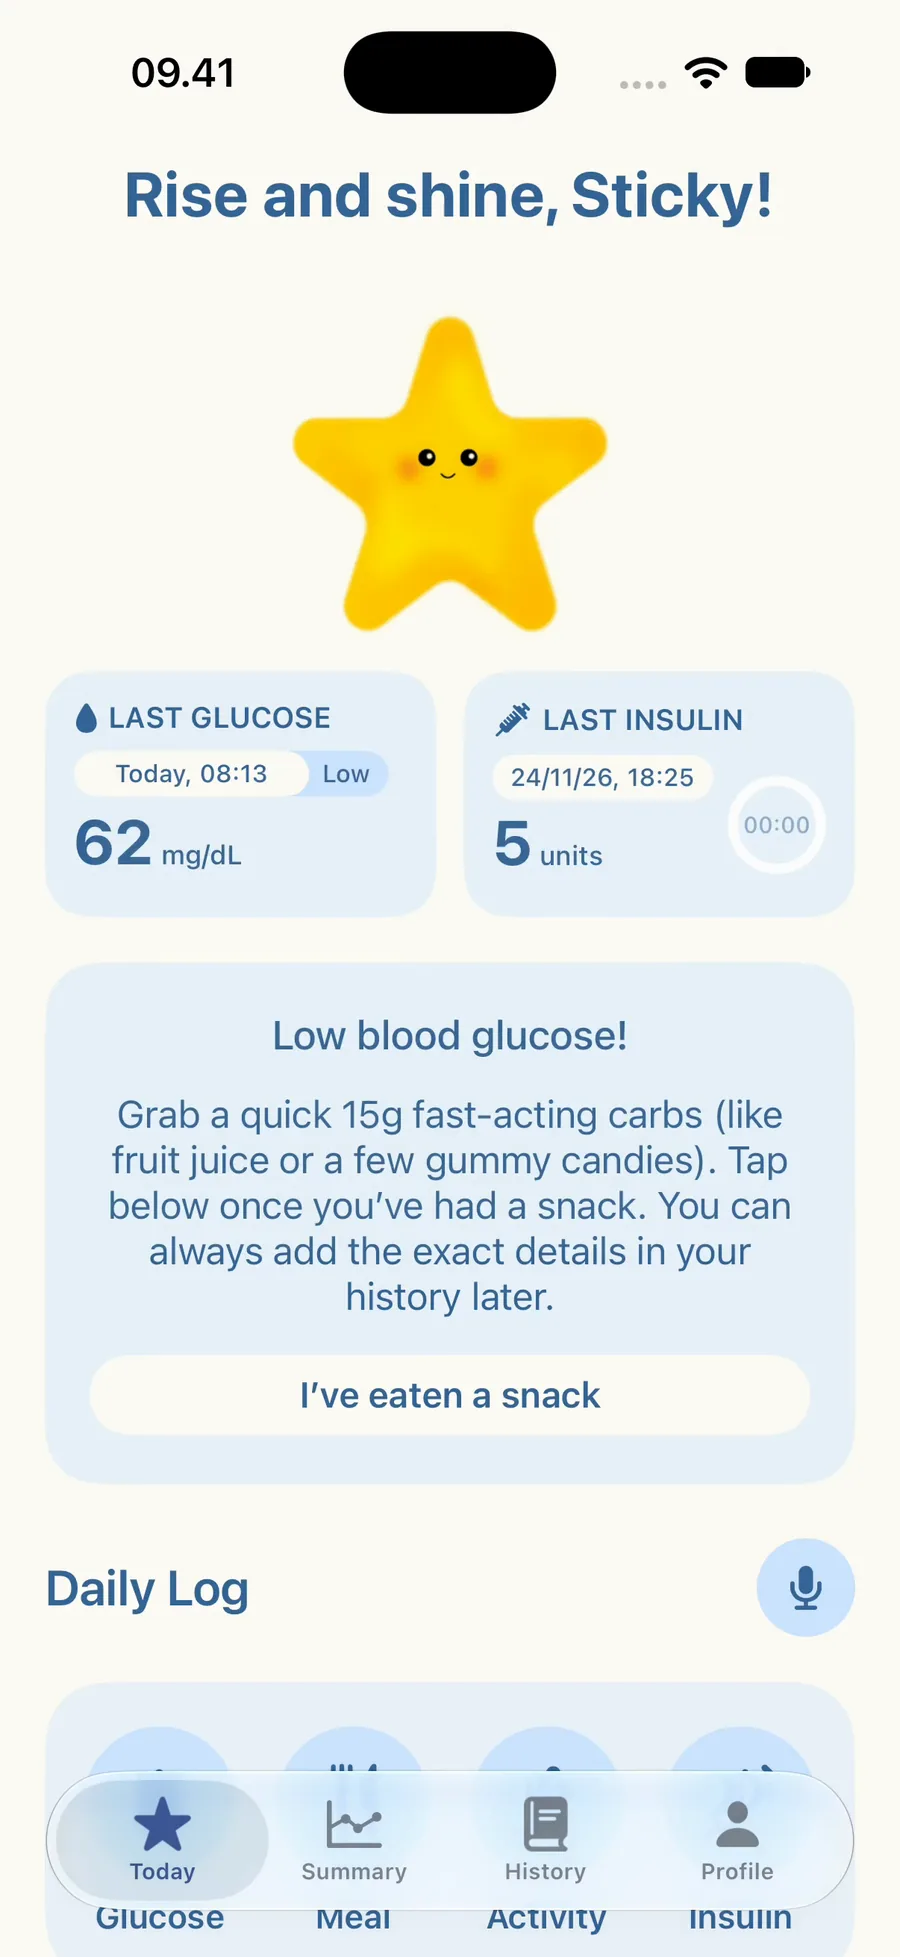 09.41
Rise and shine, Sticky!
LAST GLUCOSE
Today, 08:13
Low
62 mg/dL
LAST INSULIN
24/11/26, 18:25
5 units
00:00
Low blood glucose!
Grab a quick 15g fast-acting carbs (like
fruit juice or a few gummy candies). Tap
below once you’ve had a snack. You can
always add the exact details in your
history later.
I’ve eaten a snack
Daily Log
Today
Summary
History
Profile
Glucose
Meal
Activity
Insulin